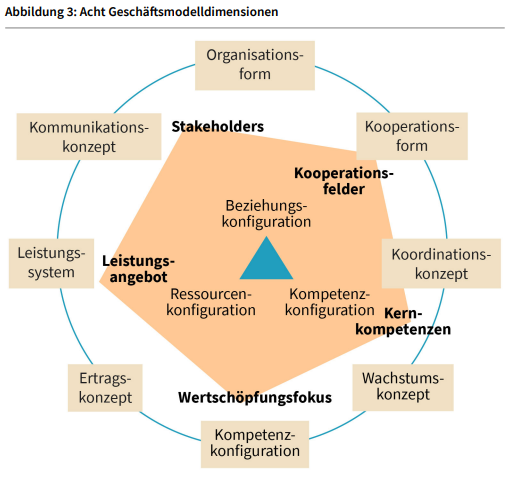 Abbildung 3: Acht Geschäftsmodelldimensionen
Organisations-
form
Kommunikations-
konzept
Stakeholders
Kooperations-
form
Kooperations-
felder
Beziehungs-
konfiguration
Leistungs-
system
Leistungs-
angebot
Koordinations-
konzept
Ressourcen-
konfiguration
Kompetenz-
konfiguration
Kern-
kompetenzen
Ertrags-
konzept
Wertschöpfungsfokus
Wachstums-
konzept
Kompetenz-
konfiguration